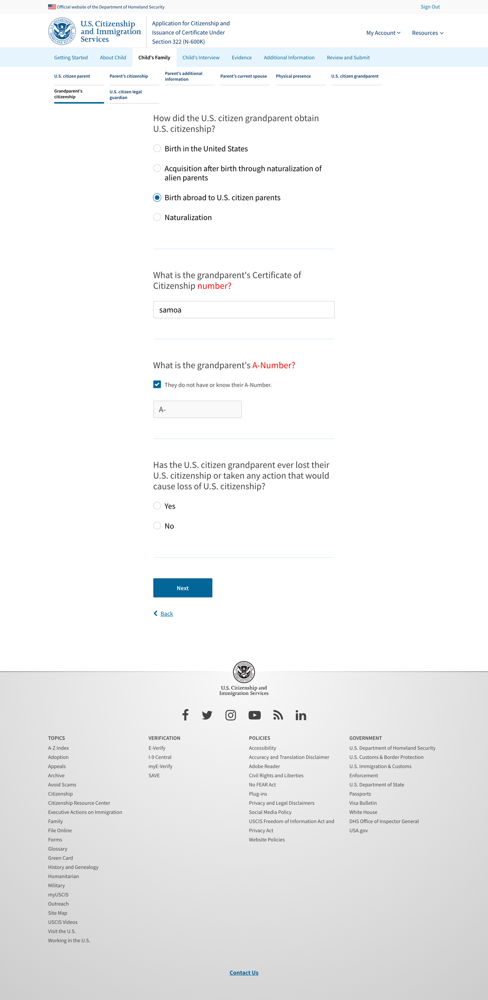 Official website of the Department of Homeland Security
Sign Out
U.S. Citizenship
and Immigration
Services
Application for Citizenship and
Issuance of Certificate Under
Section 322 (N-600K)
My Account
Resources
Getting Started
About Child
Child's Family
Child's Interview
Evidence
Additional Information
Review and Submit
U.S. citizen parent
Parent's citizenship
Parent's additional
information
Parent's current spouse
Physical presence
U.S. citizen grandparent
Grandparent's
citizenship
U.S. citizen legal
guardian
How did the U.S. citizen grandparent obtain
U.S. citizenship?
Birth in the United States
Acquisition after birth through naturalization of
alien parents
Birth abroad to U.S. citizen parents
Naturalization
What is the grandparent's Certificate of
Citizenship number?
samoa
What is the grandparent's A-Number?
They do not have or know their A-Number.
A-
Has the U.S. citizen grandparent ever lost their
U.S. citizenship or taken any action that would
cause loss of U.S. citizenship?
Yes
No
Next
Back
U.S. Citizenship and
Immigration Services
TOPICS
A-Z Index
Adoption
Appeals
Archive
Avoid Scams
Citizenship
Citizenship Resource Center
Executive Actions on Immigration
Family
File Online
Forms
Glossary
Green Card
History and Genealogy
Humanitarian
Military
myUSCIS
Outreach
Site Map
USCIS Videos
Visit the U.S.
Working in the U.S.
VERIFICATION
E-Verify
I-9 Central
myE-Verify
SAVE
POLICIES
Accessibility
Accuracy and Translation Disclaimer
Adobe Reader
Civil Rights and Liberties
No FEAR Act
Plug-ins
Privacy and Legal Disclaimers
Social Media Policy
USCIS Freedom of Information Act and
Privacy Act
Website Policies
GOVERNMENT
U.S. Department of Homeland Security
U.S. Customs & Border Protection
U.S. Immigration & Customs
Enforcement
U.S. Department of State
Passports
Visa Bulletin
White House
DHS Office of Inspector General
USA.gov
Contact Us